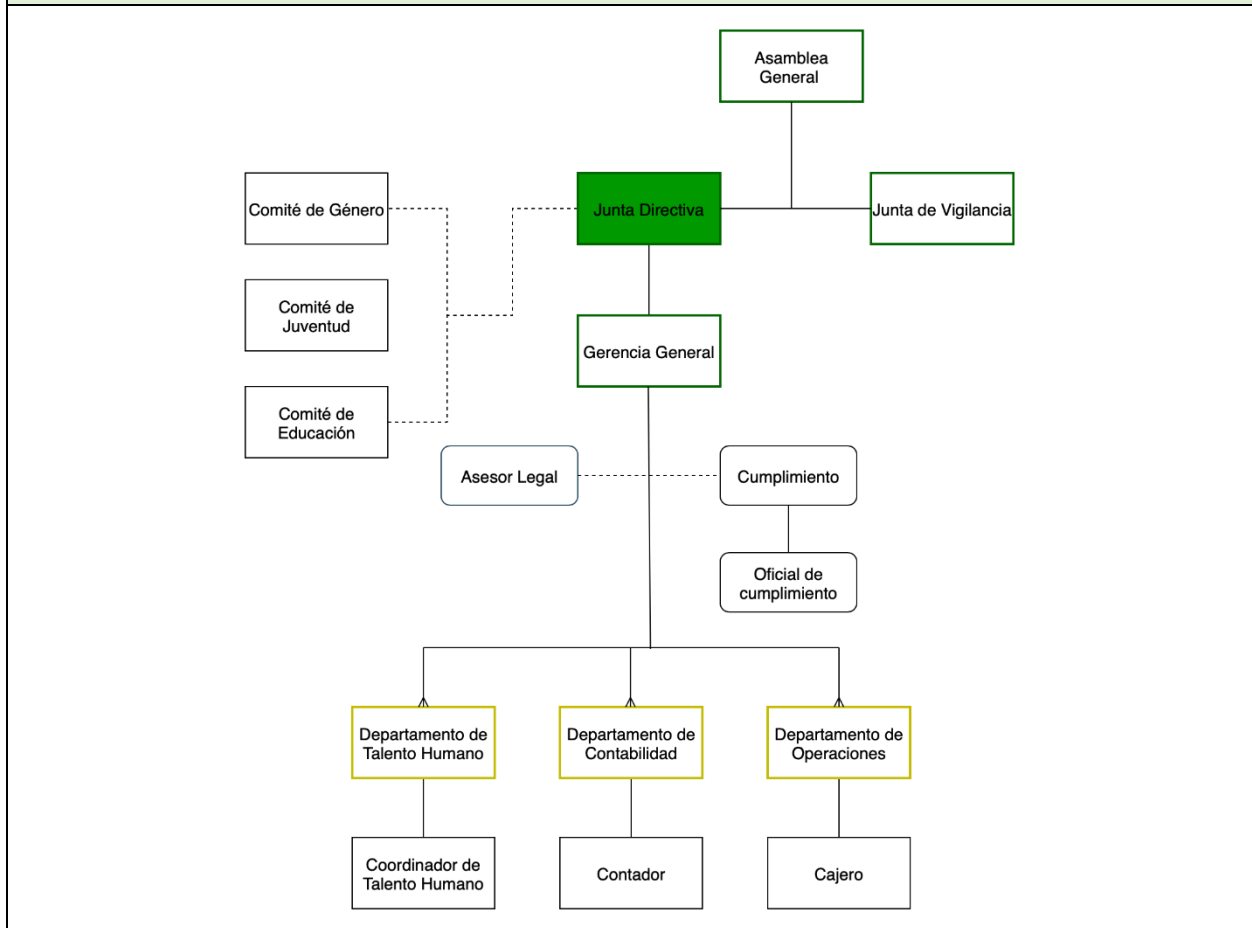 Asamblea
General
Comité de Género
Junta Directiva
Junta de Vigilancia
Comité de
Juventud
Gerencia General
Comité de
Educación
Asesor Legal
Cumplimiento
Oficial de
cumplimiento
Departamento de
Talento Humano
Departamento de
Contabilidad
Departamento de
Operaciones
Coordinador de
Talento Humano
Contador
Cajero